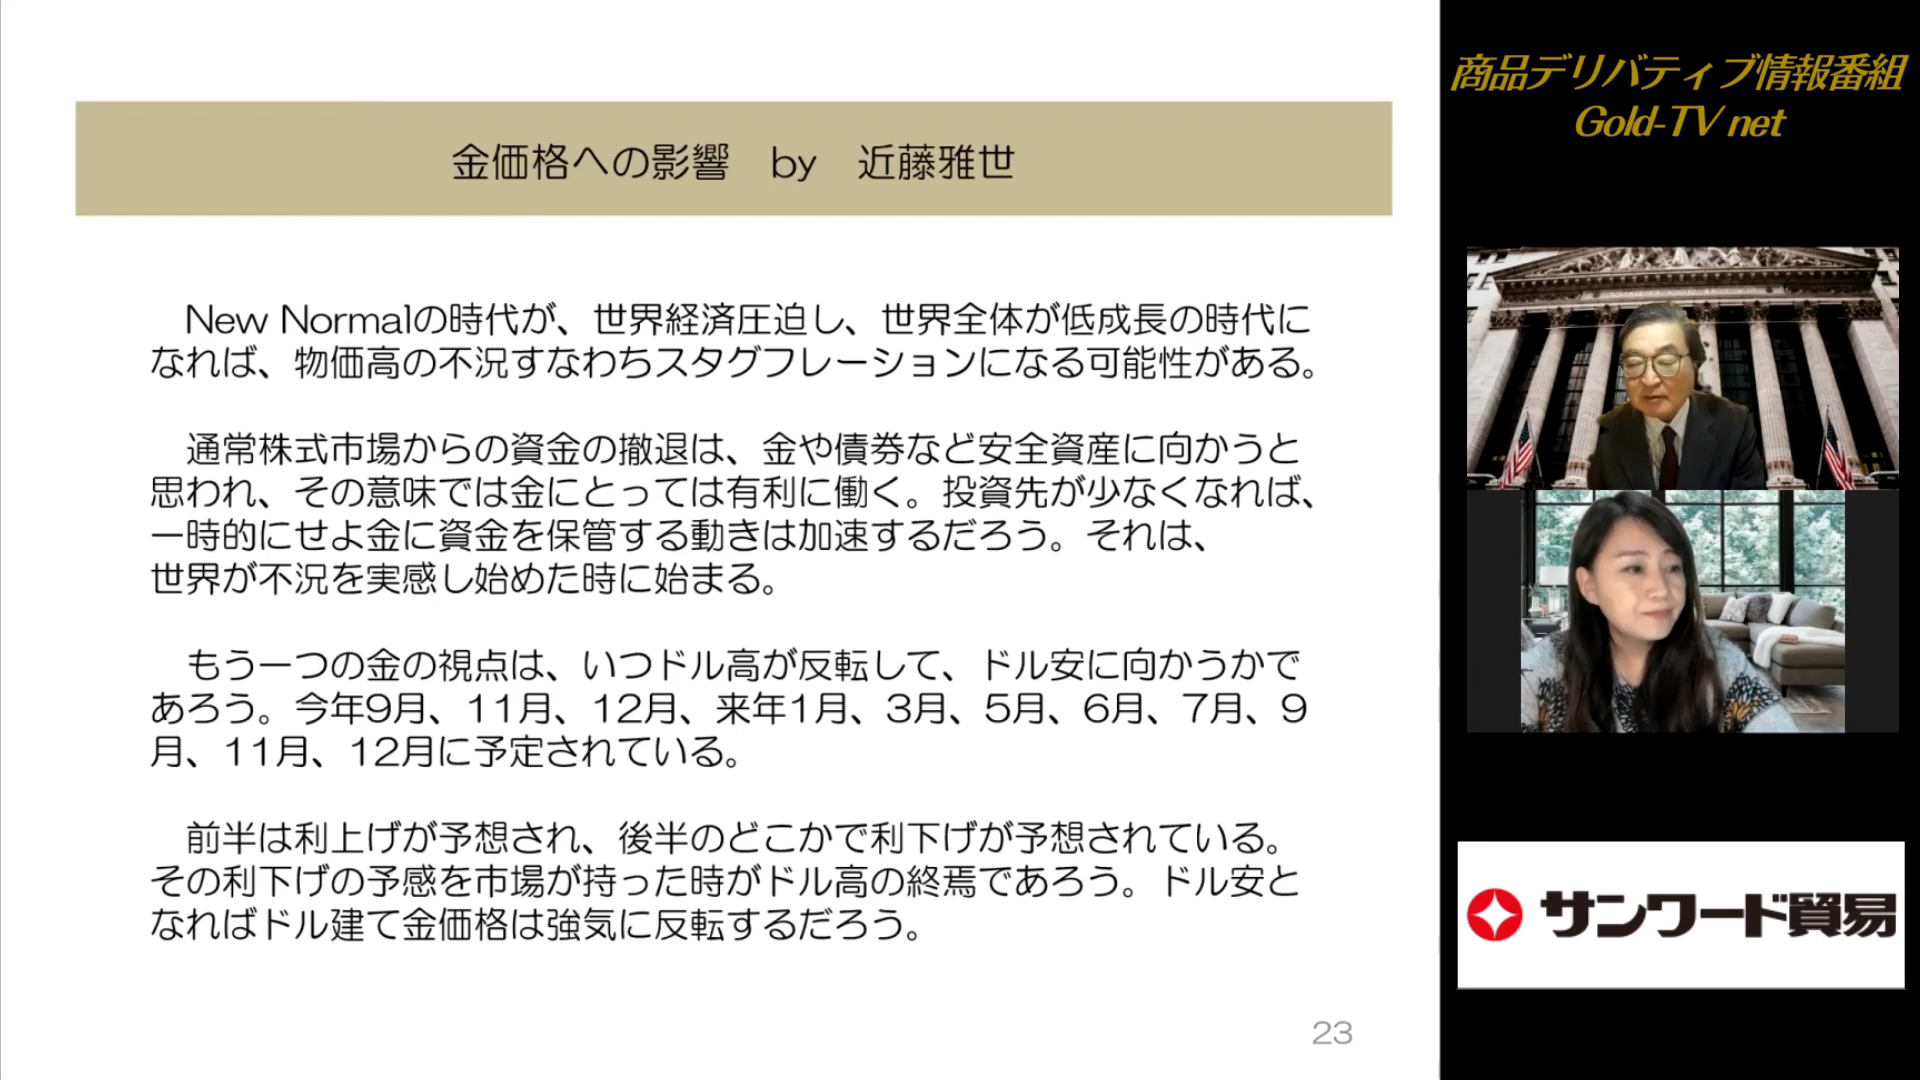 金価格への影響　by　近藤雅世
New Normalの時代が、世界経済圧迫し、世界全体が低成長の時代に
なれば、物価高の不況すなわちスタグフレーションになる可能性がある。
通常株式市場からの資金の撤退は、金や債券など安全資産に向かうと
思われ、その意味では金にとっては有利に働く。投資先が少なくなれば、
一時的にせよ金に資金を保管する動きは加速するだろう。それは、
世界が不況を実感し始めた時に始まる。
もう一つの金の視点は、いつドル高が反転して、ドル安に向かうかで
あろう。今年9月、11月、12月、来年1月、3月、5月、6月、7月、9
月、11月、12月に予定されている。
前半は利上げが予想され、後半のどこかで利下げが予想されている。
その利下げの予感を市場が持った時がドル高の終焉であろう。ドル安と
なればドル建て金価格は強気に反転するだろう。
23
商品デリバティブ情報番組
Gold-TV net
サンワード貿易